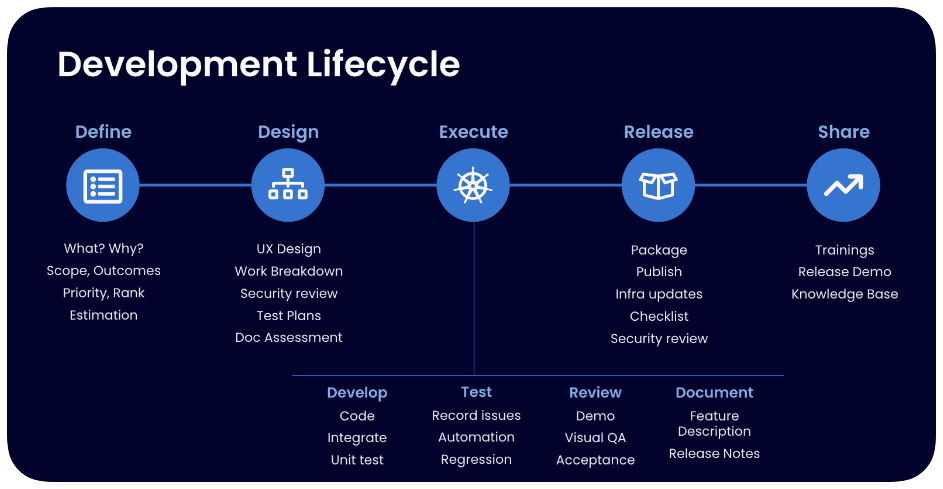 Development Lifecycle
Define
What? Why?
Scope, Outcomes
Priority, Rank
Estimation
Design
UX Design
Work Breakdown
Security review
Test Plans
Doc Assessment
Execute
Develop
Code
Integrate
Unit test
Test
Record issues
Automation
Regression
Review
Demo
Visual QA
Acceptance
Document
Feature
Description
Release Notes
Release
Package
Publish
Infra updates
Checklist
Security review
Share
Trainings
Release Demo
Knowledge Base